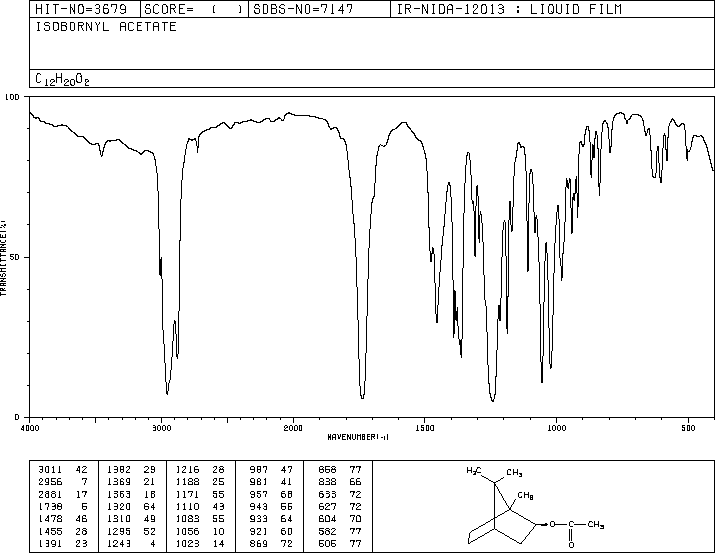 HIT-NO=3679 SCORE= ( ) SDBS-NO=7147 IR-NIDA-12013 : LIQUID FILM
ISOBORNYL ACETATE
C12H20O2
100
50
0
TRANSMITTANCE(%)
4000 3000 2000 1500 1000 500
WAVENUMBER(-1)
3011 42 1382 29 1216 28 987 47 868 77
2956 7 1369 21 1188 25 981 41 838 66
2881 17 1363 18 1171 55 957 68 633 72
1738 5 1320 64 1110 43 943 55 627 72
1478 46 1310 49 1083 55 933 64 604 70
1455 28 1295 52 1056 10 921 60 582 77
1391 23 1243 4 1023 14 869 72 505 77
H3C CH3
CH3
O C CH3
O